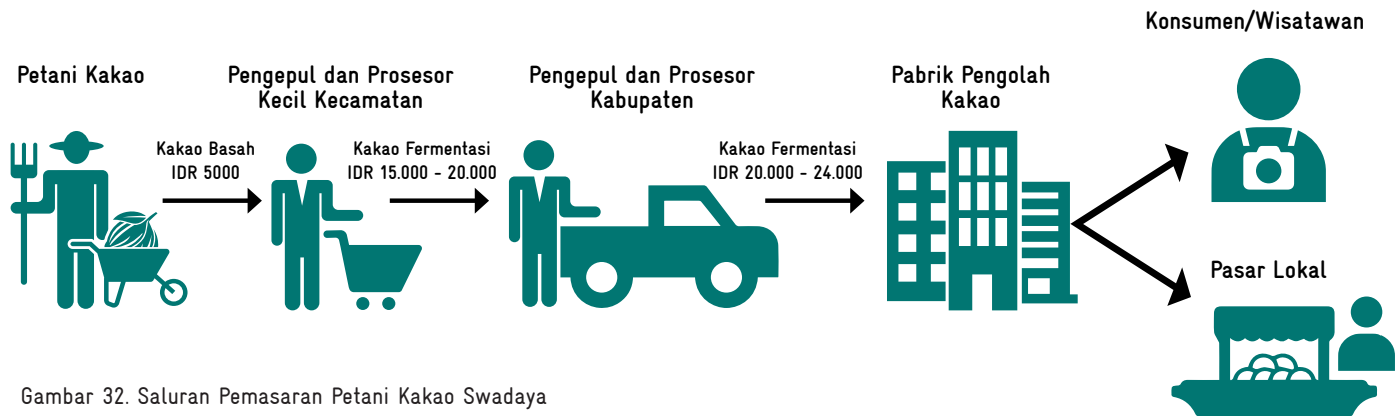 Petani Kakao
Kakao Basah
IDR 5000
Pengepul dan Prosesor
Kecil Kecamatan
Kakao Fermentasi
IDR 15.000 - 20.000
Pengepul dan Prosesor
Kabupaten
Kakao Fermentasi
IDR 20.000 - 24.000
Pabrik Pengolah
Kakao
Konsumen/Wisatawan
Pasar Lokal
Gambar 32. Saluran Pemasaran Petani Kakao Swadaya